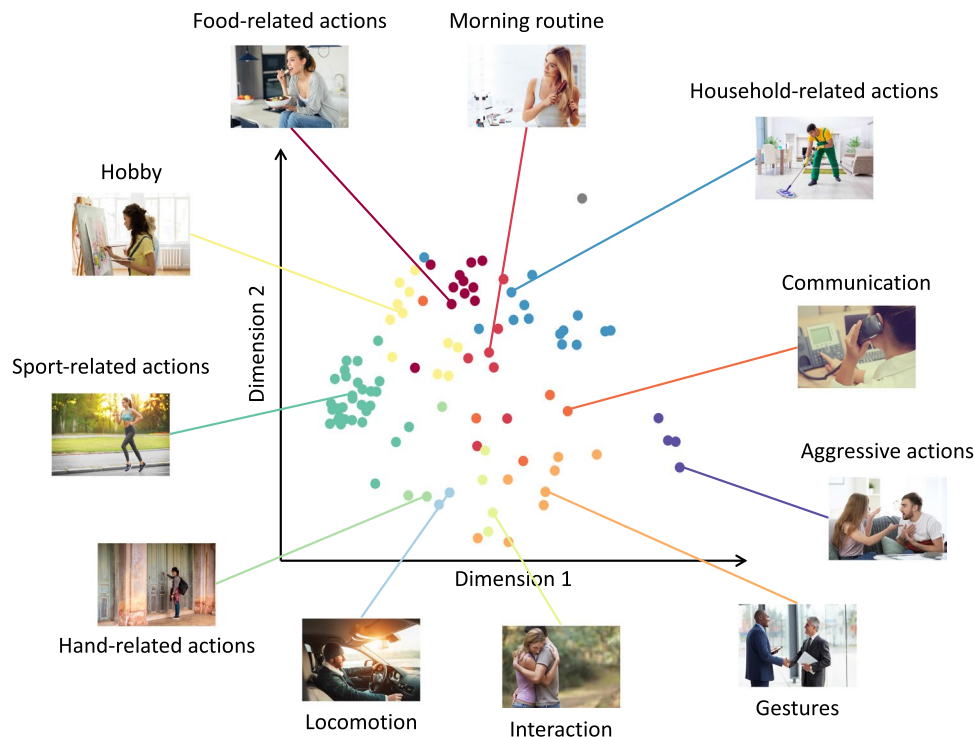 Food-related actions
Morning routine
Household-related actions
Hobby
Communication
Dimension 2
Sport-related actions
Aggressive actions
Dimension 1
Hand-related actions
Locomotion
Interaction
Gestures